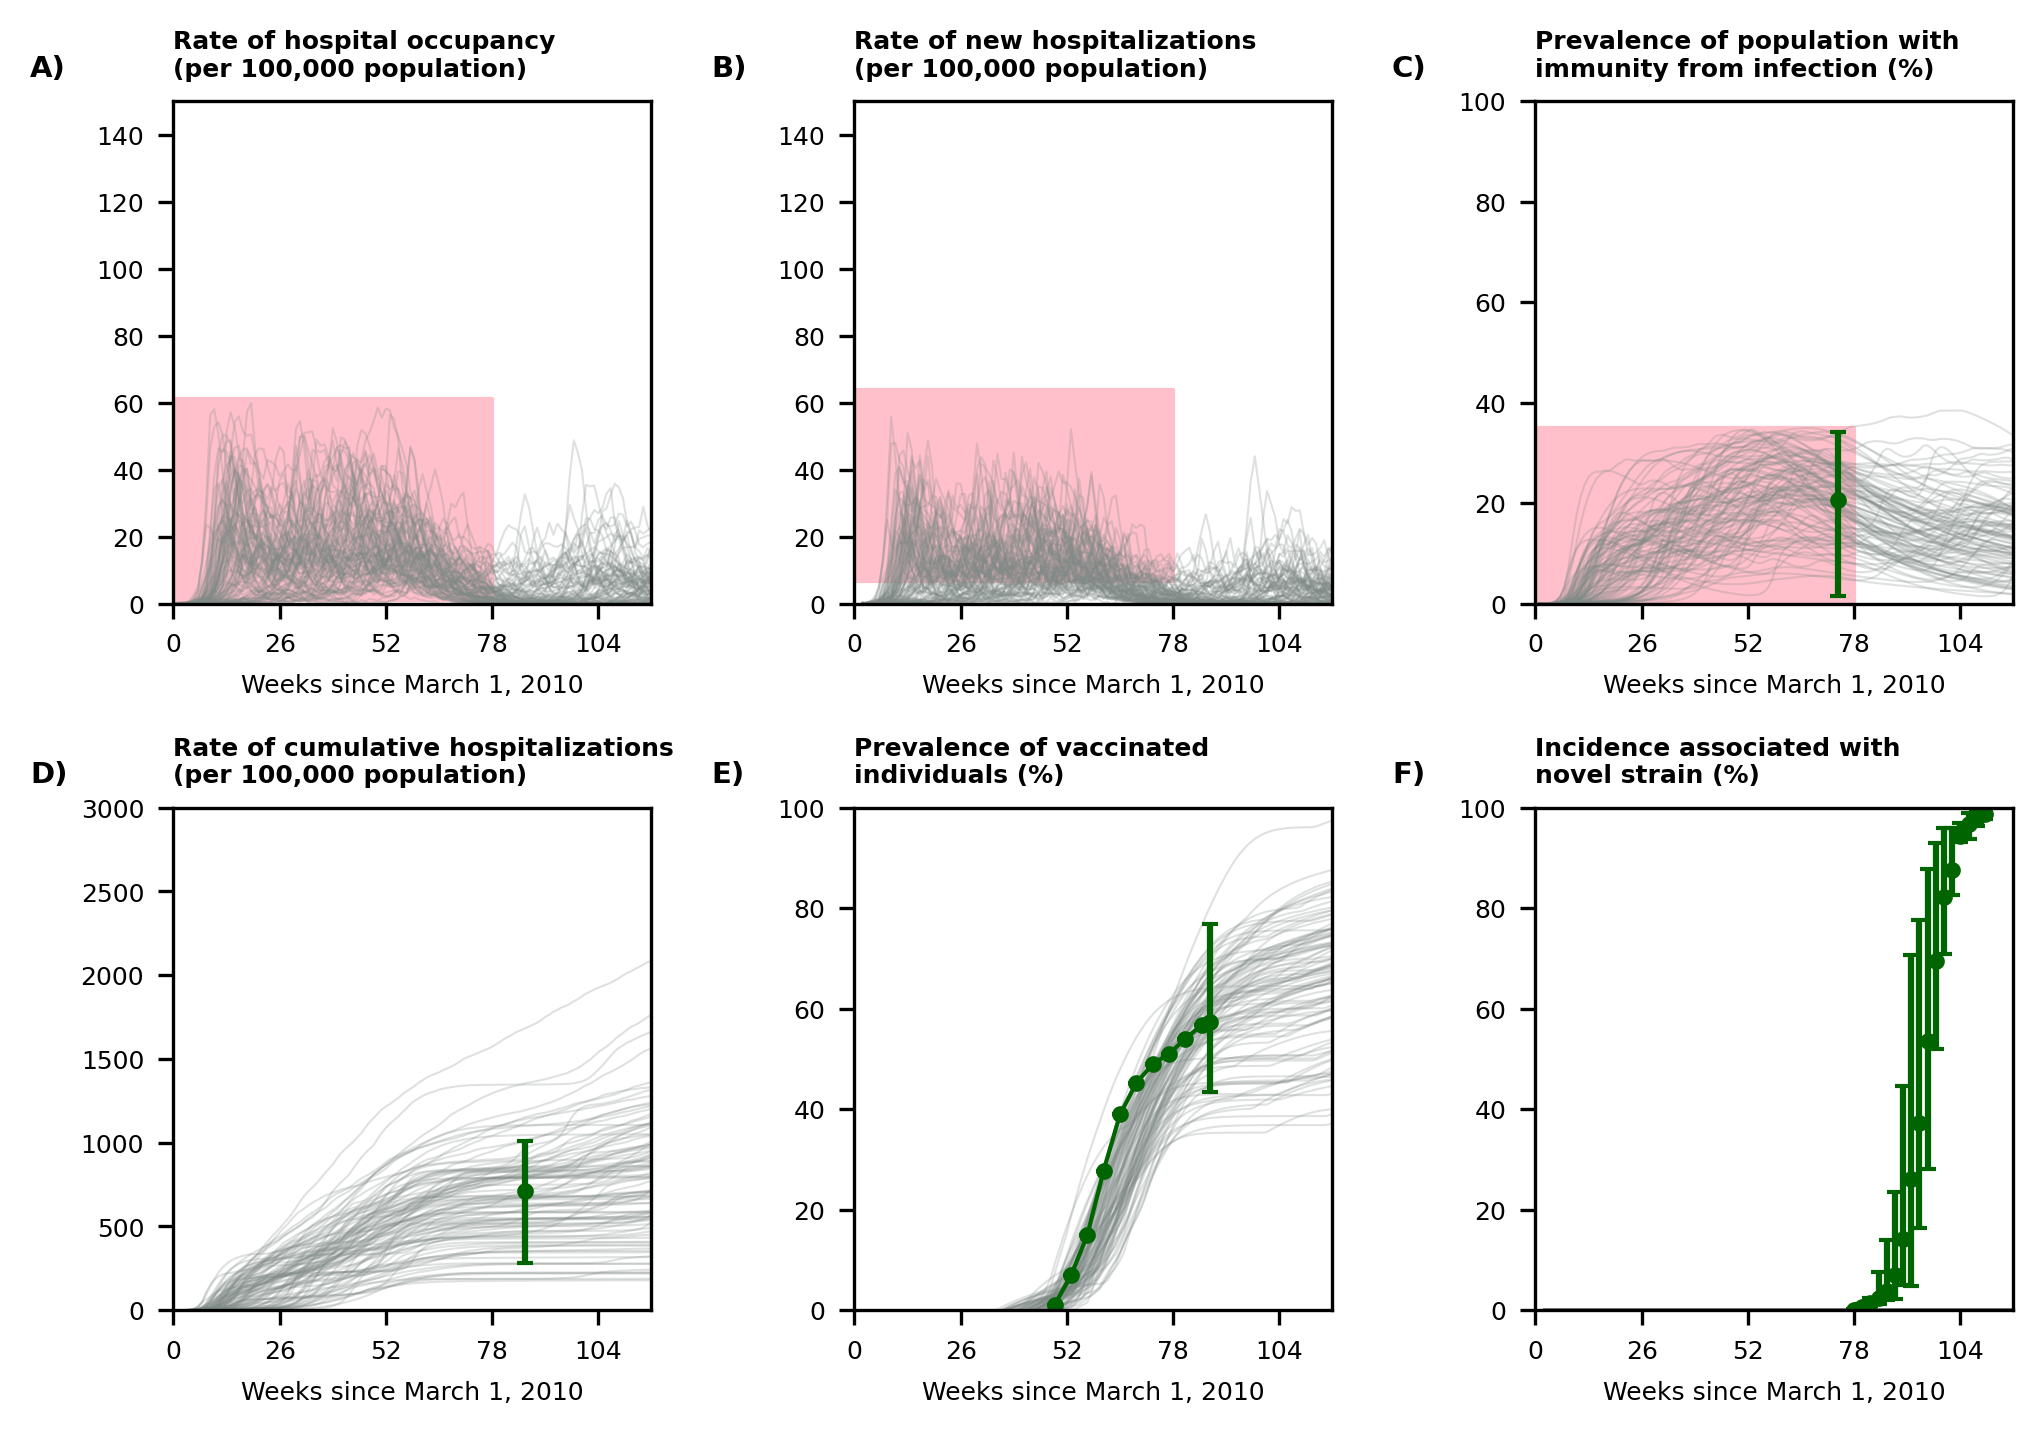 A)
Rate of hospital occupancy
(per 100,000 population)
140
120
100
80
60
40
20
0
0 26 52 78 104
Weeks since March 1, 2010
B)
Rate of new hospitalizations
(per 100,000 population)
140
120
100
80
60
40
20
0
0 26 52 78 104
Weeks since March 1, 2010
C)
Prevalence of population with
immunity from infection (%)
100
80
60
40
20
0
0 26 52 78 104
Weeks since March 1, 2010
D)
Rate of cumulative hospitalizations
(per 100,000 population)
3000
2500
2000
1500
1000
500
0
0 26 52 78 104
Weeks since March 1, 2010
E)
Prevalence of vaccinated
individuals (%)
100
80
60
40
20
0
0 26 52 78 104
Weeks since March 1, 2010
F)
Incidence associated with
novel strain (%)
100
80
60
40
20
0
0 26 52 78 104
Weeks since March 1, 2010